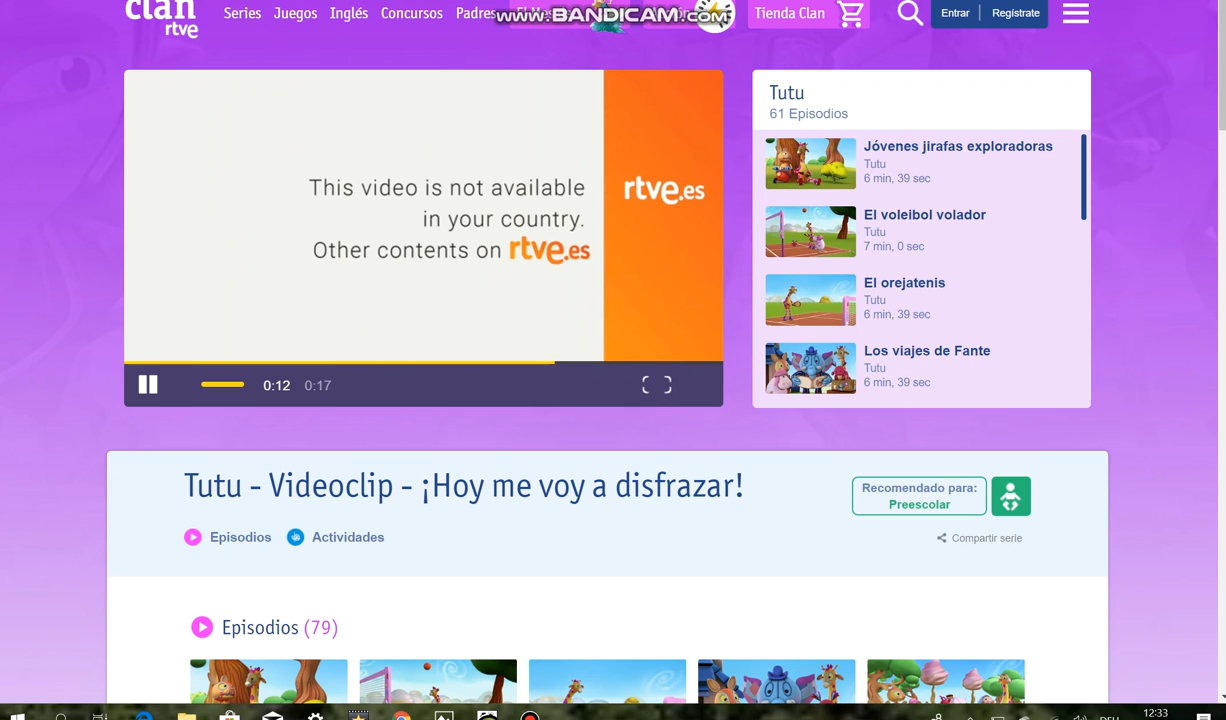 clan
rtve
Series Juegos Inglés Concursos Padres
www.BANDICAM.com
Tienda Clan
Entrar Regístrate
This video is not available
in your country.
Other contents on rtve.es
rtve.es
0:12 0:17
Tutu
61 Episodios
Jóvenes jirafas exploradoras
Tutu
6 min, 39 sec
El voleibol volador
Tutu
7 min, 0 sec
El orejatenis
Tutu
6 min, 39 sec
Los viajes de Fante
Tutu
6 min, 39 sec
Tutu - Videoclip - ¡Hoy me voy a disfrazar!
Recomendado para:
Preescolar
Episodios Actividades
Compartir serie
Episodios (79)
DEU
12:33